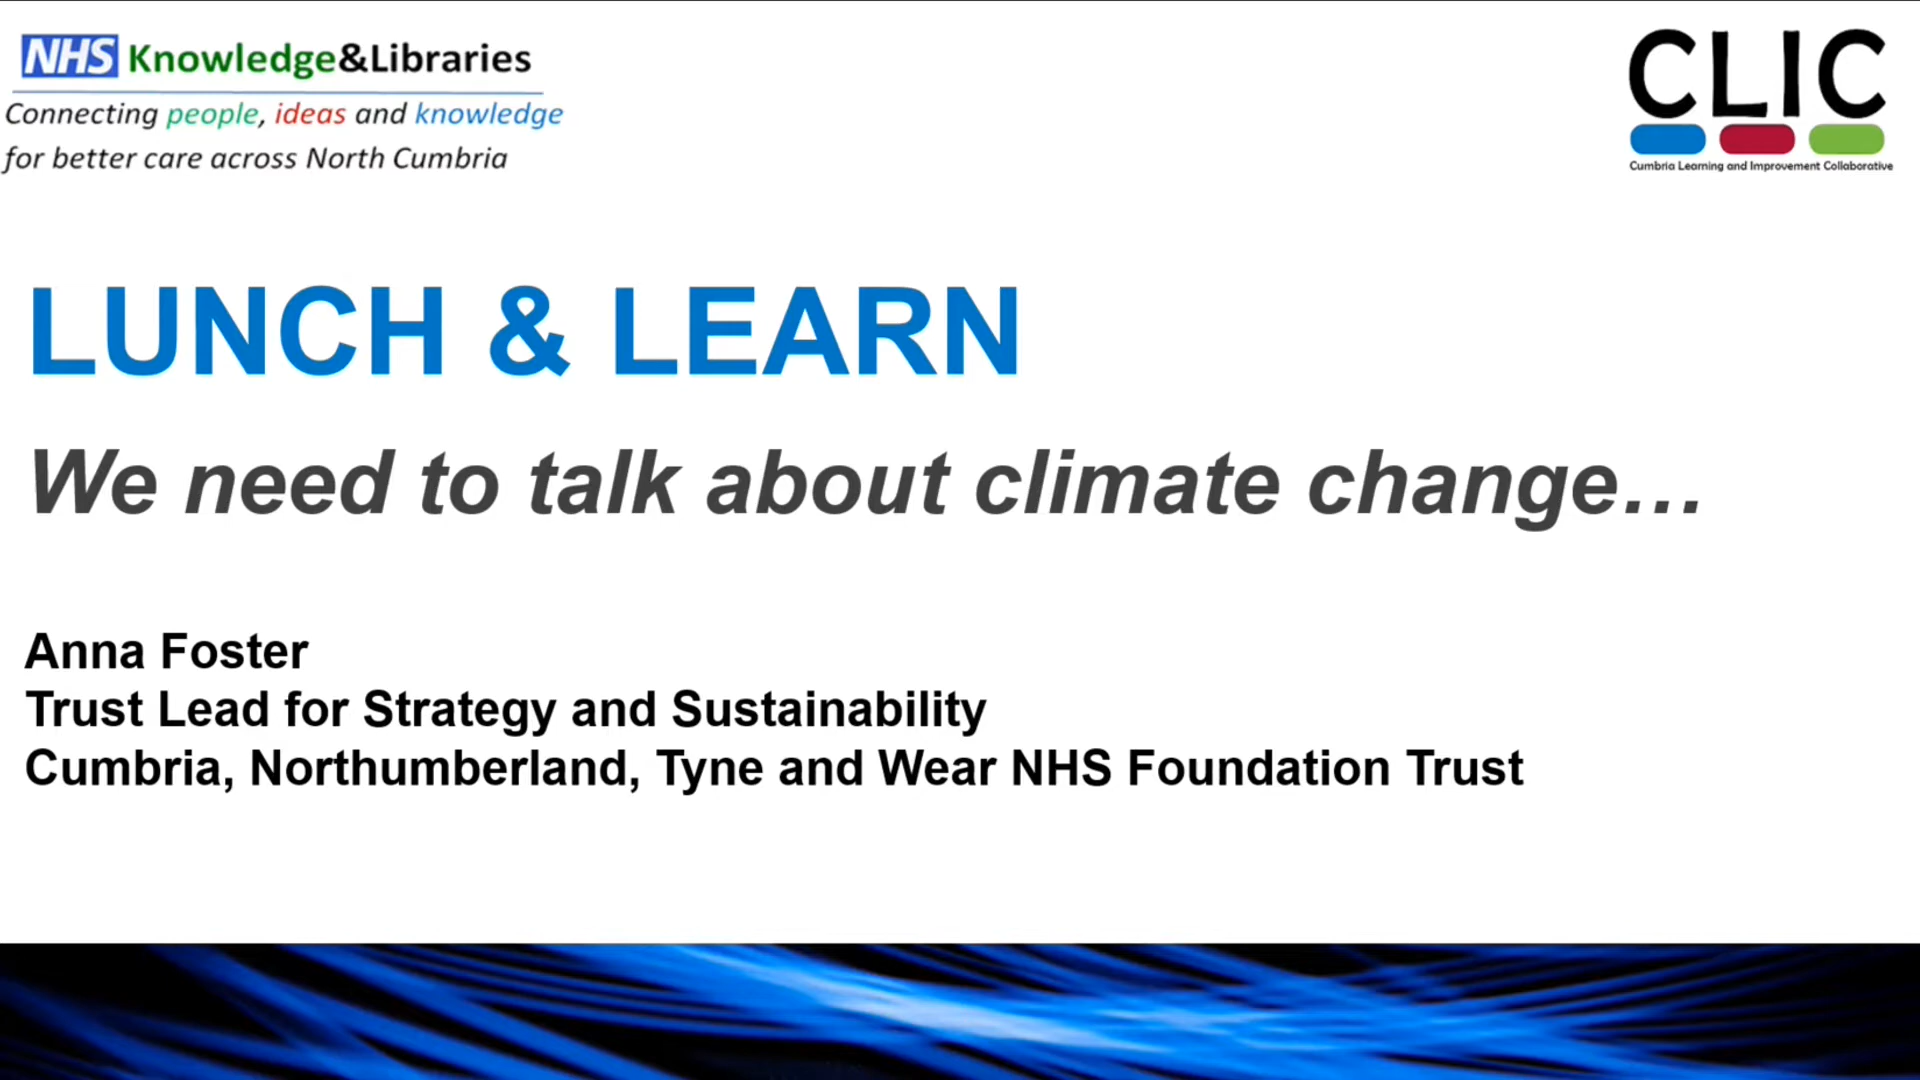 NHS Knowledge&Libraries
Connecting people, ideas and knowledge
for better care across North Cumbria
CLIC
Cumbria Learning and Improvement Collaborative
LUNCH & LEARN
We need to talk about climate change...
Anna Foster
Trust Lead for Strategy and Sustainability
Cumbria, Northumberland, Tyne and Wear NHS Foundation Trust